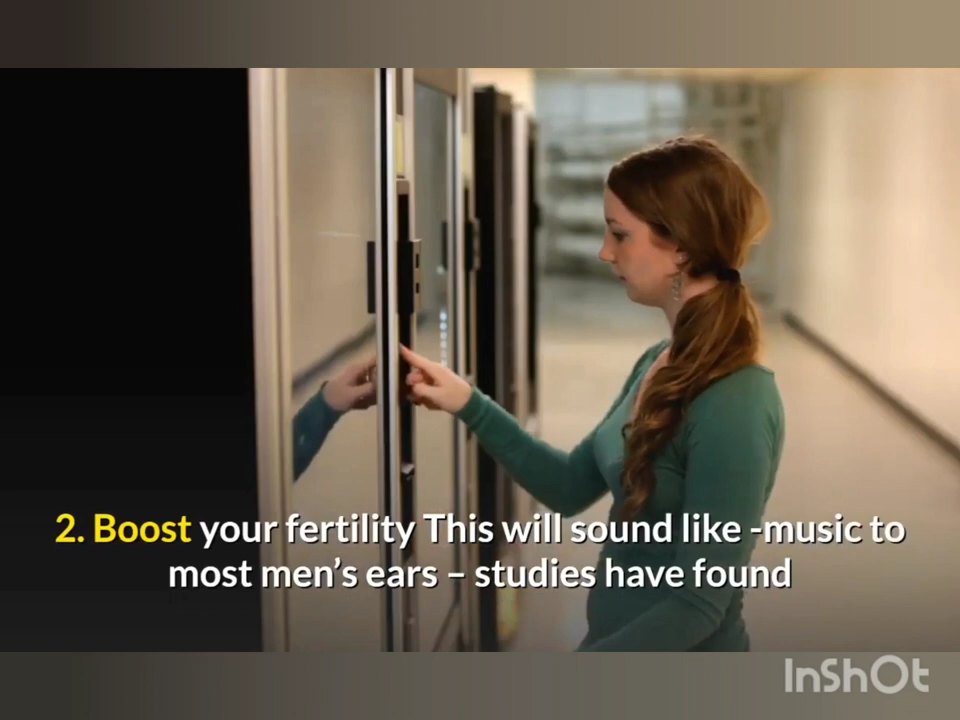 2. Boost your fertility This will sound like -music to
most men’s ears – studies have found
InShOt